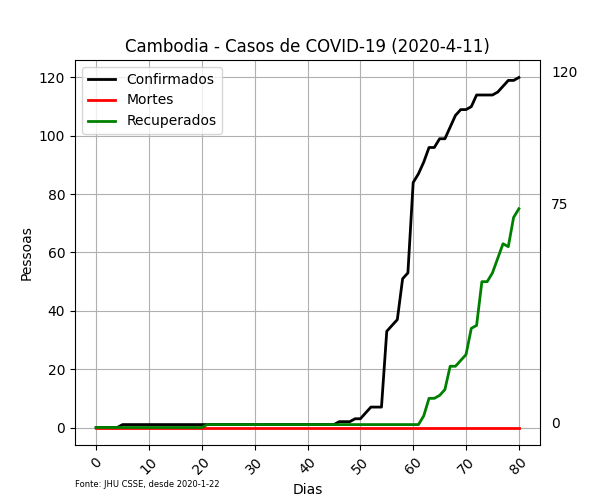 Cambodia - Casos de COVID-19 (2020-4-11)
Confirmados
Mortes
Recuperados
Pessoas
120
100
80
60
40
20
0
120
75
0
0 10 20 30 40 50 60 70 80
Dias
Fonte: JHU CSSE, desde 2020-1-22